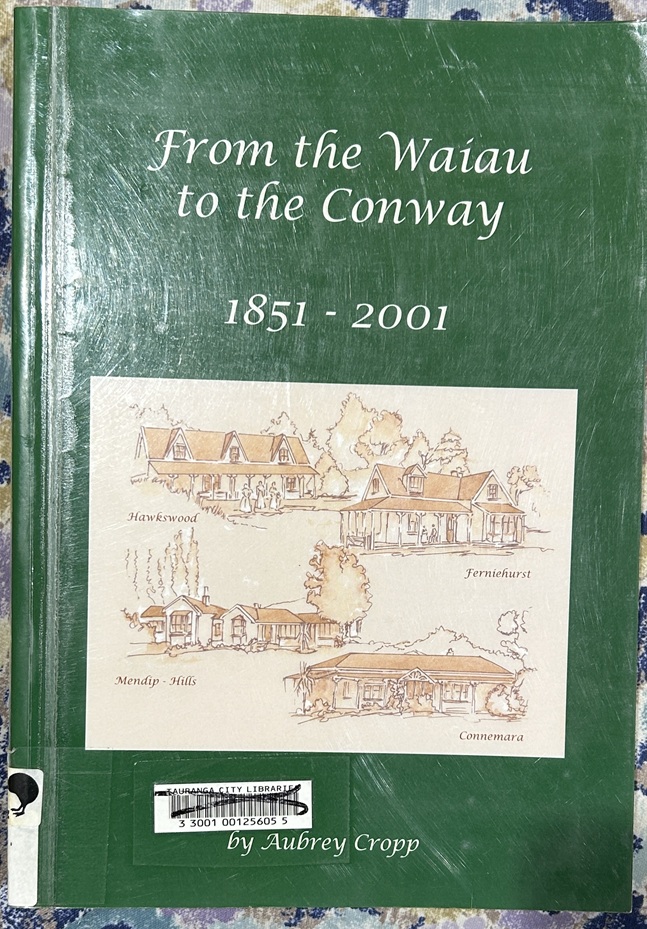 From the Waiau
to the Conway
1851 - 2001
Hawkswood
Ferniehurst
Mendip - Hills
Connemara
TAURANGA CITY LIBRARIE
3 3001 00125605 5
by Aubrey Cropp